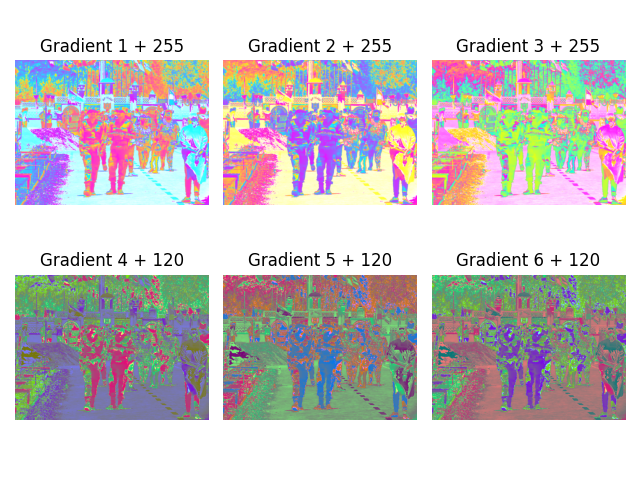 Gradient 1 + 255
Gradient 2 + 255
Gradient 3 + 255
Gradient 4 + 120
Gradient 5 + 120
Gradient 6 + 120